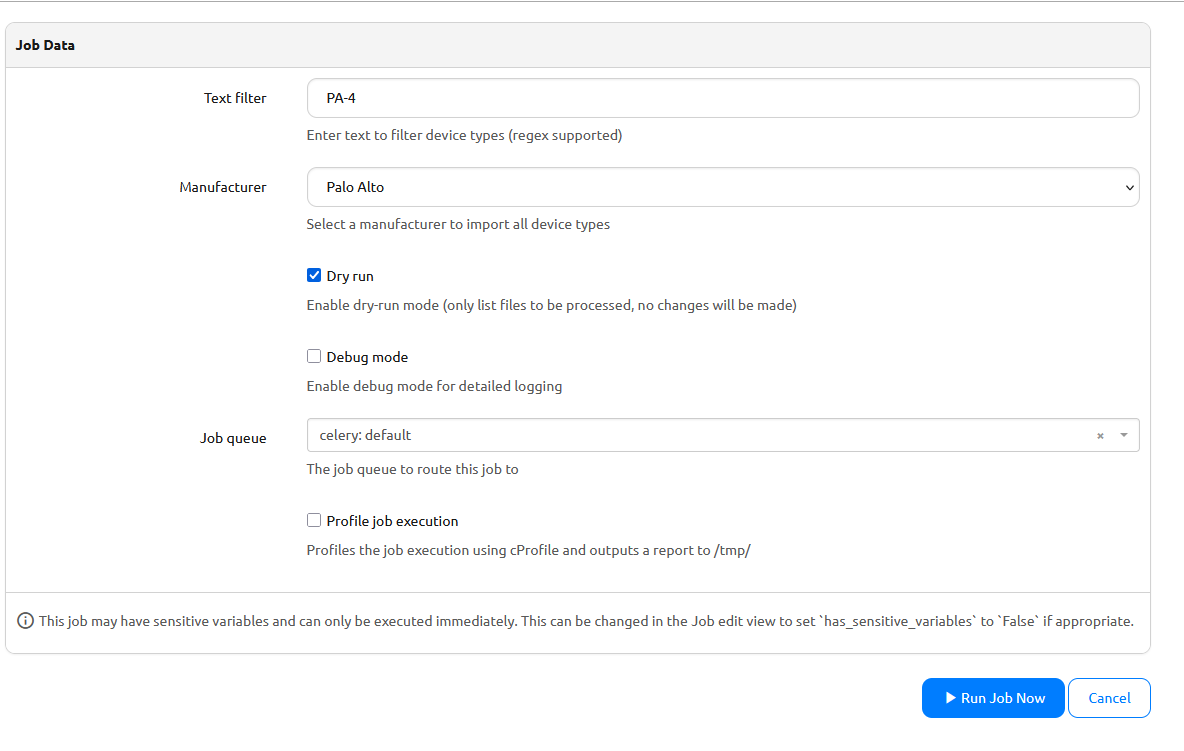 Job Data
Text filter
PA-4
Enter text to filter device types (regex supported)
Manufacturer
Palo Alto
Select a manufacturer to import all device types
Dry run
Enable dry-run mode (only list files to be processed, no changes will be made)
Debug mode
Enable debug mode for detailed logging
Job queue
celery: default
The job queue to route this job to
Profile job execution
Profiles the job execution using cProfile and outputs a report to /tmp/
This job may have sensitive variables and can only be executed immediately. This can be changed in the Job edit view to set `has_sensitive_variables` to `False` if appropriate.
Run Job Now
Cancel